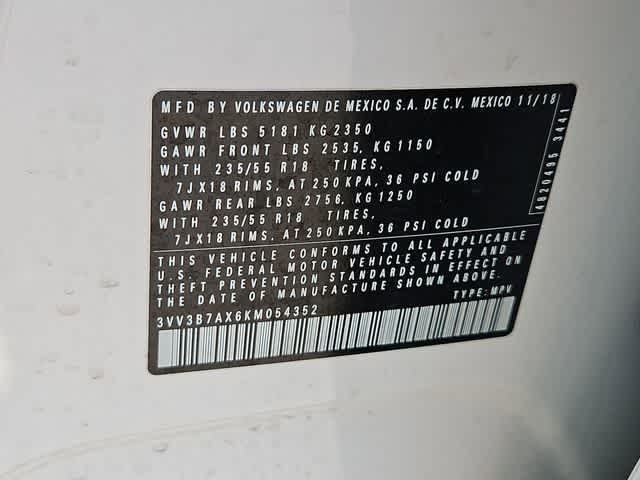 MFD BY VOLKSWAGEN DE MEXICO S.A. DE C.V. MEXICO 11/18
GVWR LBS 5181 KG 2350
GAWR FRONT LBS 2535, KG 1150
WITH 235/55 R18 TIRES,
7JX18 RIMS, AT 250 KPA, 36 PSI COLD
GAWR REAR LBS 2756, KG 1250
WITH 235/55 R18 TIRES,
7JX18 RIMS, AT 250 KPA, 36 PSI COLD
THIS VEHICLE CONFORMS TO ALL APPLICABLE
U.S. FEDERAL MOTOR VEHICLE SAFETY AND
THEFT PREVENTION STANDARDS IN EFFECT ON
THE DATE OF MANUFACTURE SHOWN ABOVE.
3VV3B7AX6KM054352 TYPE: MPV
4820495 3441